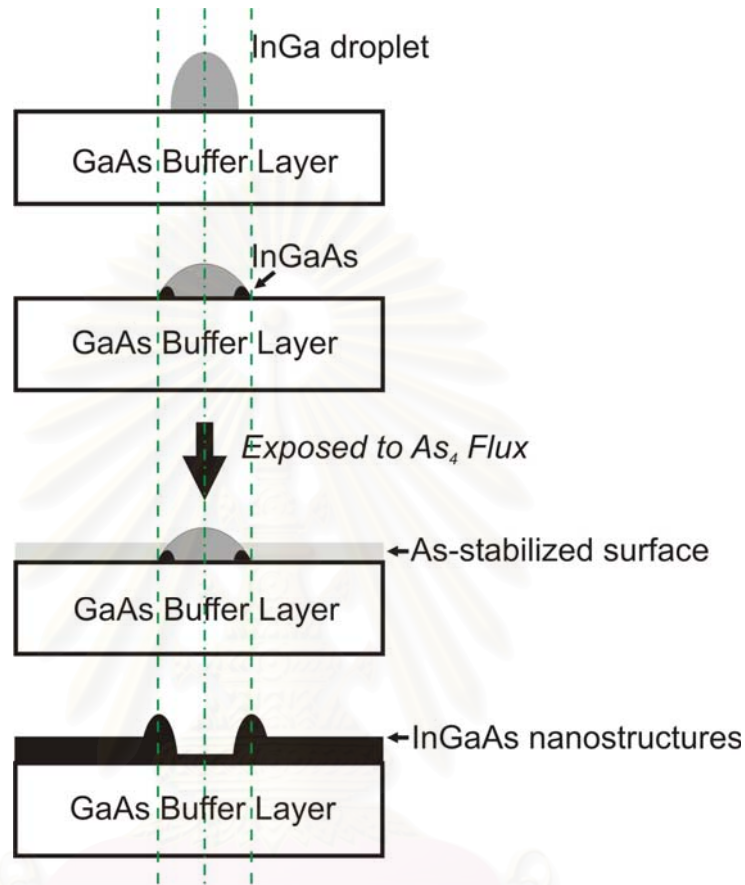 InGa droplet
GaAs Buffer Layer
InGaAs
GaAs Buffer Layer
Exposed to As₄ Flux
As-stabilized surface
GaAs Buffer Layer
InGaAs nanostructures
GaAs Buffer Layer